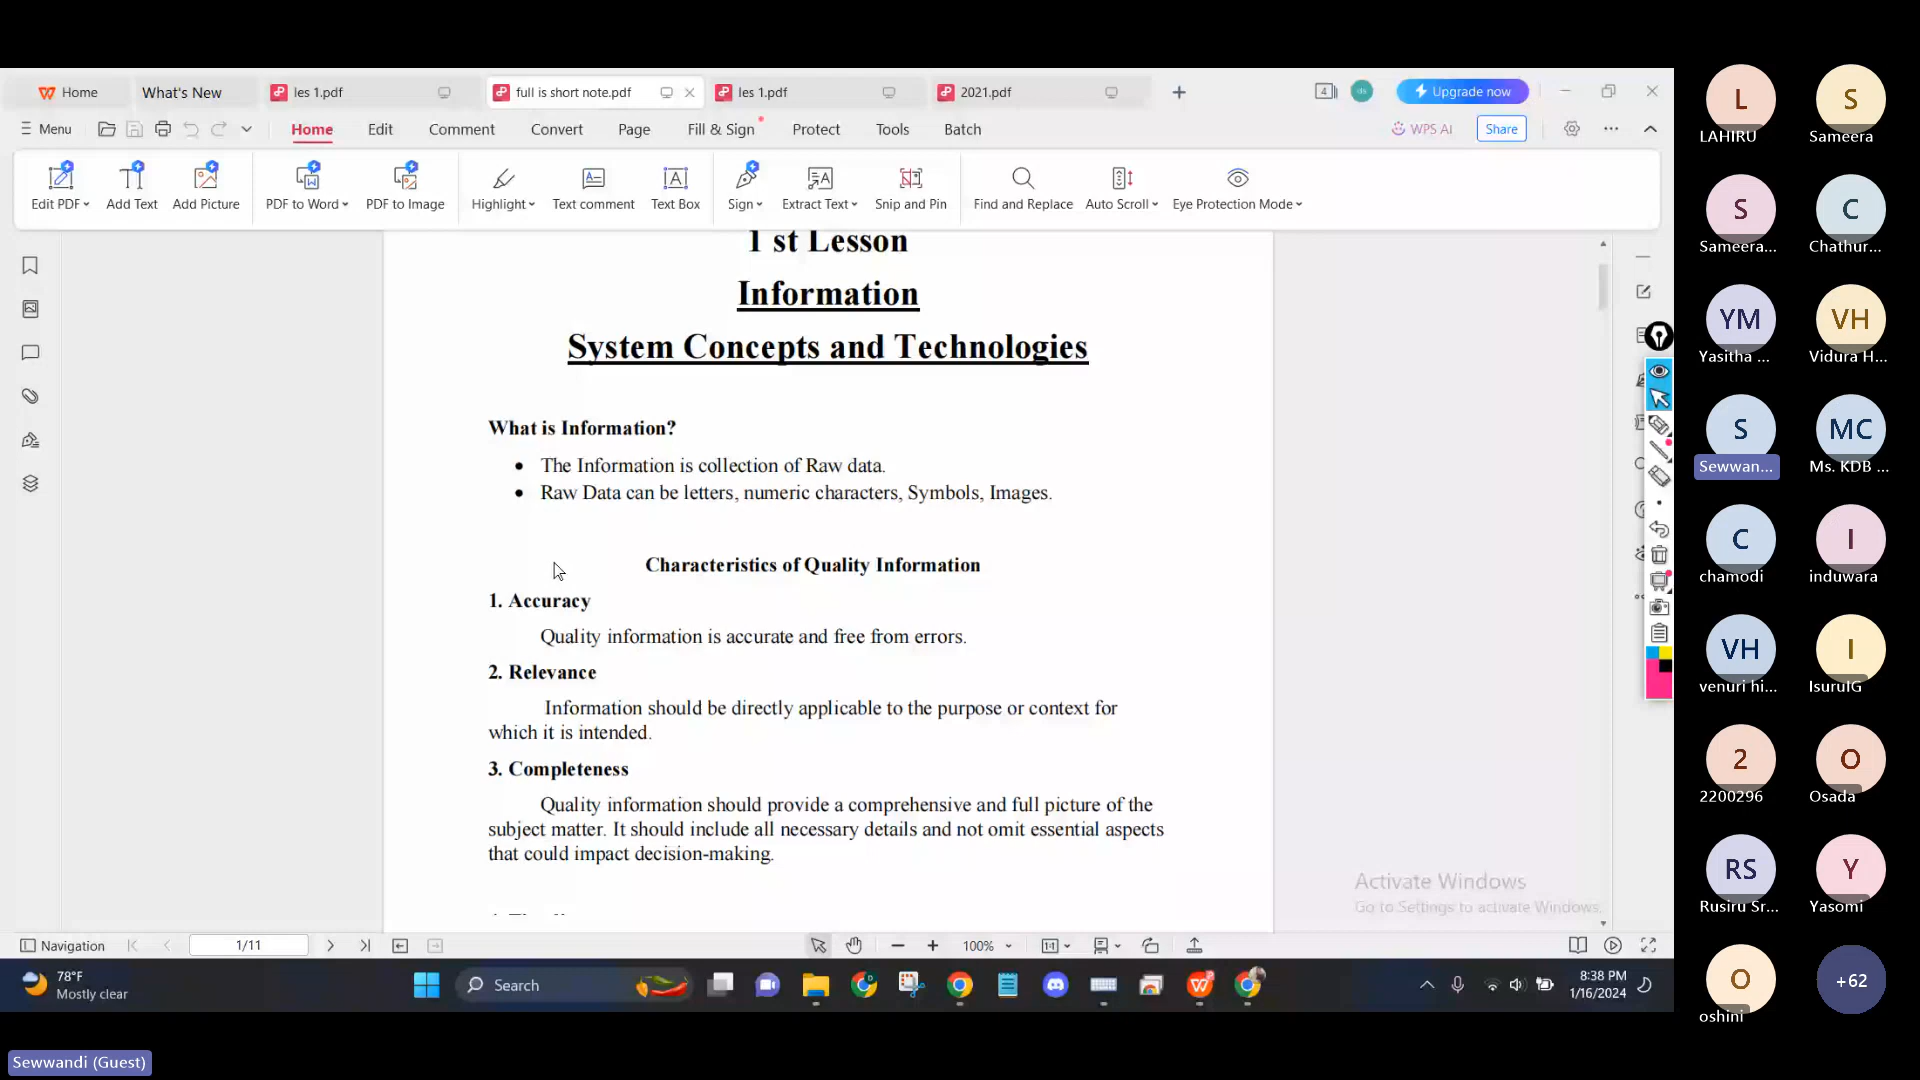 Home
What's New
les 1.pdf
full is short note.pdf
les 1.pdf
2021.pdf
4
ds
Upgrade now
Menu
Home
Edit
Comment
Convert
Page
Fill & Sign
Protect
Tools
Batch
WPS AI
Share
Edit PDF
Add Text
Add Picture
PDF to Word
PDF to Image
Highlight
Text comment
Text Box
Sign
Extract Text
Snip and Pin
Find and Replace
Auto Scroll
Eye Protection Mode
1 st Lesson
Information
System Concepts and Technologies
What is Information?
• The Information is collection of Raw data.
• Raw Data can be letters, numeric characters, Symbols, Images.
Characteristics of Quality Information
1. Accuracy
Quality information is accurate and free from errors.
2. Relevance
Information should be directly applicable to the purpose or context for
which it is intended.
3. Completeness
Quality information should provide a comprehensive and full picture of the
subject matter. It should include all necessary details and not omit essential aspects
that could impact decision-making.
Activate Windows
Go to Settings to activate Windows.
Navigation
1/11
100%
78°F
Mostly clear
Search
8:38 PM
1/16/2024
L
LAHIRU
S
Sameera
S
Sameera...
C
Chathur...
YM
Yasitha ...
VH
Vidura H...
S
Sewwan...
MC
Ms. KDB ...
C
chamodi
I
induwara
VH
venuri hi...
I
IsuruIG
2
2200296
O
Osada
RS
Rusiru Sr...
Y
Yasomi
O
oshini
+62
Sewwandi (Guest)